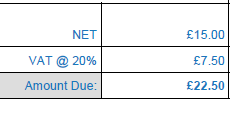 NET £15.00
VAT @ 20% £7.50
Amount Due: £22.50